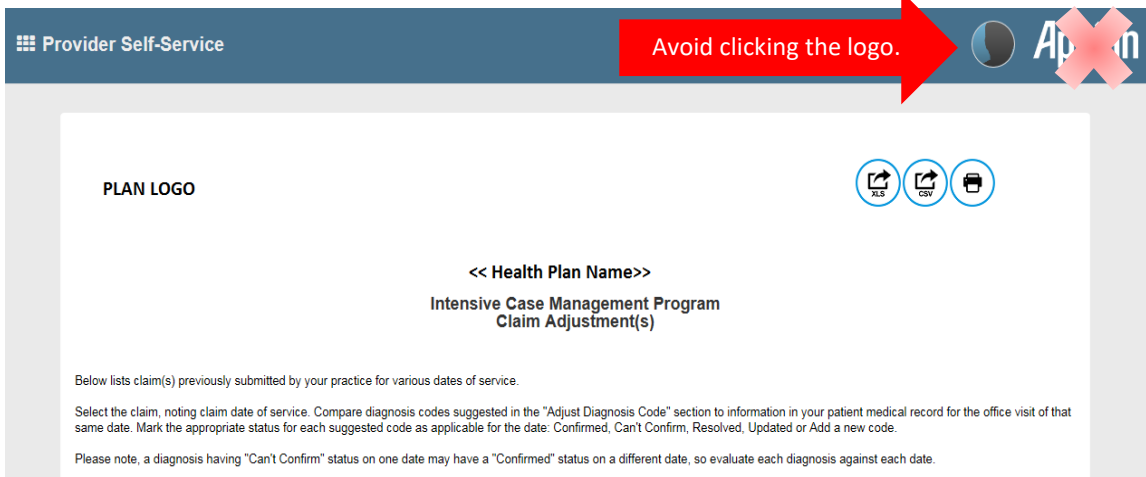 Provider Self-Service
Avoid clicking the logo.
PLAN LOGO
XLS
CSV
<< Health Plan Name>>
Intensive Case Management Program
Claim Adjustment(s)
Below lists claim(s) previously submitted by your practice for various dates of service.
Select the claim, noting claim date of service. Compare diagnosis codes suggested in the "Adjust Diagnosis Code" section to information in your patient medical record for the office visit of that
same date. Mark the appropriate status for each suggested code as applicable for the date: Confirmed, Can't Confirm, Resolved, Updated or Add a new code.
Please note, a diagnosis having "Can't Confirm" status on one date may have a "Confirmed" status on a different date, so evaluate each diagnosis against each date.